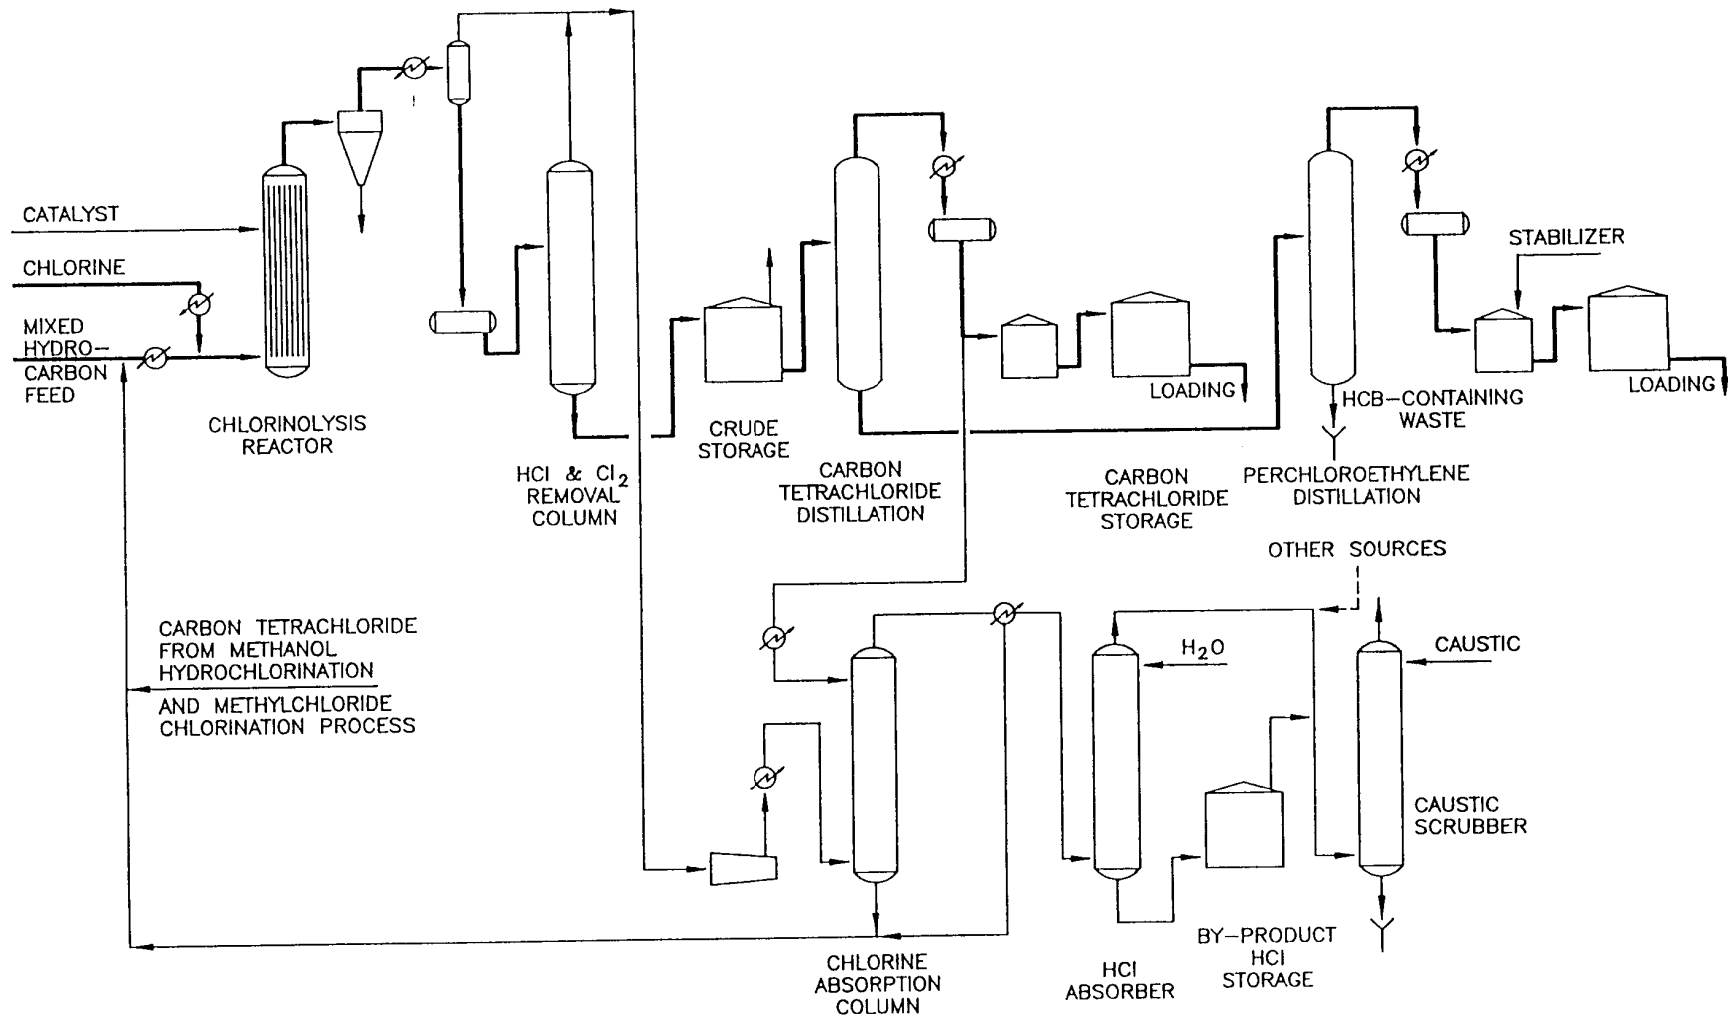 CATALYST
CHLORINE
MIXED
HYDRO-
CARBON
FEED
CHLORINOLYSIS
REACTOR
HCl & Cl2
REMOVAL
COLUMN
CRUDE
STORAGE
CARBON
TETRACHLORIDE
DISTILLATION
LOADING
CARBON
TETRACHLORIDE
STORAGE
STABILIZER
LOADING
HCB-CONTAINING
WASTE
PERCHLOROETHYLENE
DISTILLATION
OTHER SOURCES
CARBON TETRACHLORIDE
FROM METHANOL
HYDROCHLORINATION
AND METHYLCHLORIDE
CHLORINATION PROCESS
H2O
CAUSTIC
CAUSTIC
SCRUBBER
CHLORINE
ABSORPTION
COLUMN
HCl
ABSORBER
BY-PRODUCT
HCl
STORAGE